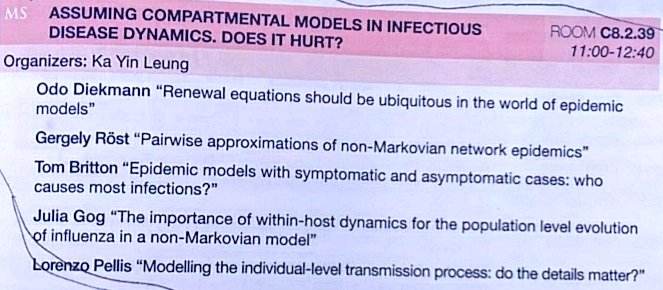 MS ASSUMING COMPARTMENTAL MODELS IN INFECTIOUS
DISEASE DYNAMICS. DOES IT HURT?
ROOM C8.2.39
11:00-12:40
Organizers: Ka Yin Leung
Odo Diekmann “Renewal equations should be ubiquitous in the world of epidemic
models”
Gergely Röst “Pairwise approximations of non-Markovian network epidemics”
Tom Britton “Epidemic models with symptomatic and asymptomatic cases: who
causes most infections?”
Julia Gog “The importance of within-host dynamics for the population level evolution
of influenza in a non-Markovian model”
Lorenzo Pellis “Modelling the individual-level transmission process: do the details matter?”